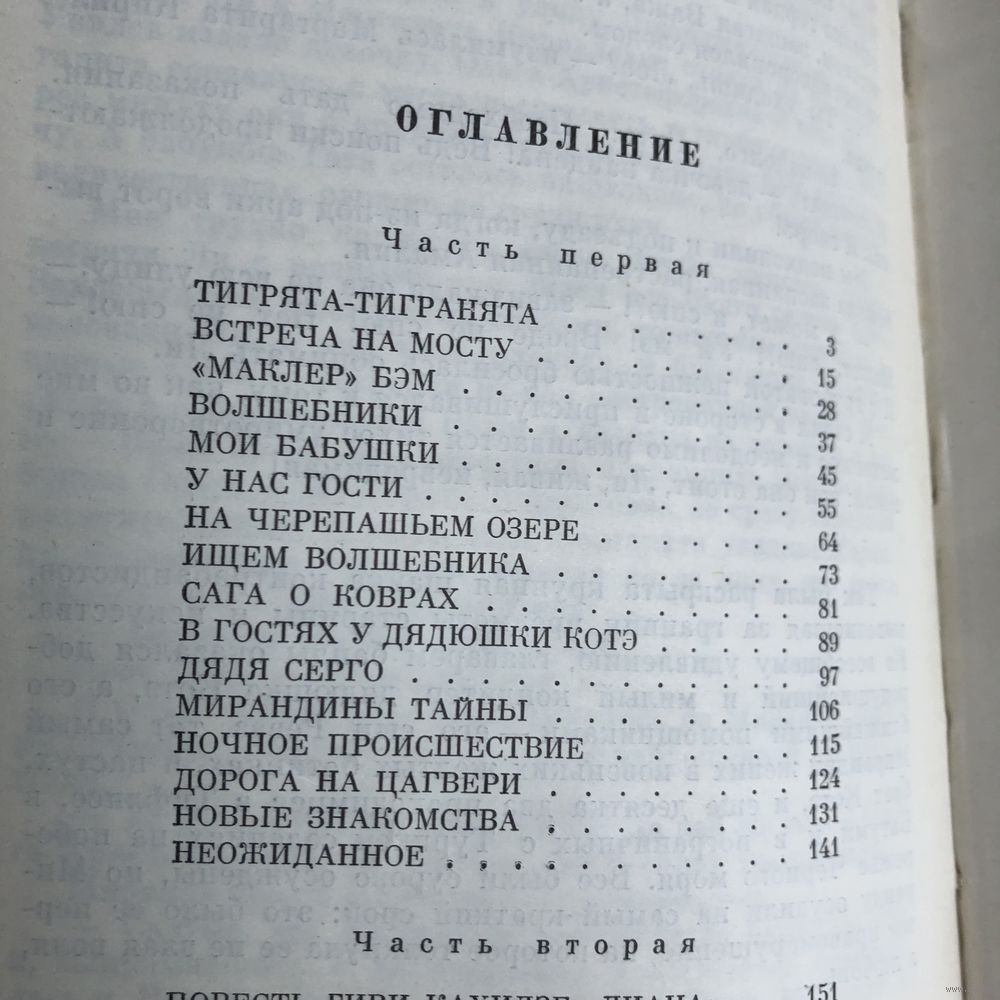 ОГЛАВЛЕНИЕ
Часть первая
ТИГРЯТА-ТИГРАНЯТА . . . . . . . 3
ВСТРЕЧА НА МОСТУ . . . . . . . . 15
«МАКЛЕР» БЭМ . . . . . . . . . . 28
ВОЛШЕБНИКИ . . . . . . . . . . 37
МОИ БАБУШКИ . . . . . . . . . . 45
У НАС ГОСТИ . . . . . . . . . . . 55
НА ЧЕРЕПАШЬЕМ ОЗЕРЕ . . . . . . 64
ИЩЕМ ВОЛШЕБНИКА . . . . . . . 73
САГА О КОВРАХ . . . . . . . . . 81
В ГОСТЯХ У ДЯДЮШКИ КОТЭ . . . . . 89
ДЯДЯ СЕРГО . . . . . . . . . . . 97
МИРАНДИНЫ ТАЙНЫ . . . . . . . 106
НОЧНОЕ ПРОИСШЕСТВИЕ . . . . . . 115
ДОРОГА НА ЦАГВЕРИ . . . . . . . 124
НОВЫЕ ЗНАКОМСТВА . . . . . . . . 131
НЕОЖИДАННОЕ . . . . . . . . . . 141
Часть вторая
ПОВЕСТЬ 151